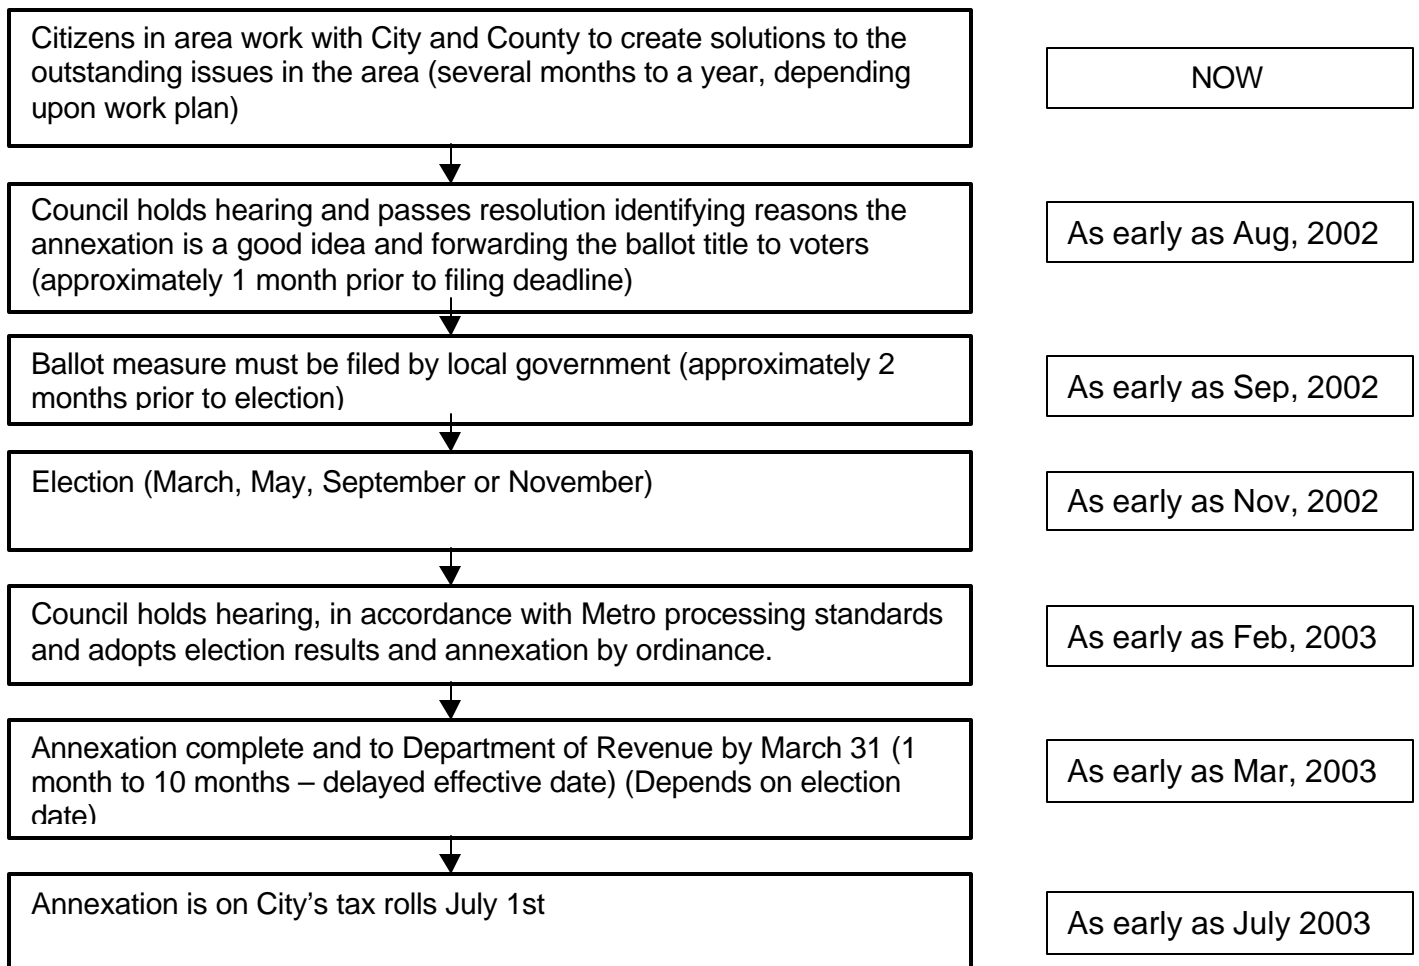 Citizens in area work with City and County to create solutions to the
outstanding issues in the area (several months to a year, depending
upon work plan)
NOW
Council holds hearing and passes resolution identifying reasons the
annexation is a good idea and forwarding the ballot title to voters
(approximately 1 month prior to filing deadline)
As early as Aug, 2002
Ballot measure must be filed by local government (approximately 2
months prior to election)
As early as Sep, 2002
Election (March, May, September or November)
As early as Nov, 2002
Council holds hearing, in accordance with Metro processing standards
and adopts election results and annexation by ordinance.
As early as Feb, 2003
Annexation complete and to Department of Revenue by March 31 (1
month to 10 months – delayed effective date) (Depends on election
date)
As early as Mar, 2003
Annexation is on City’s tax rolls July 1st
As early as July 2003